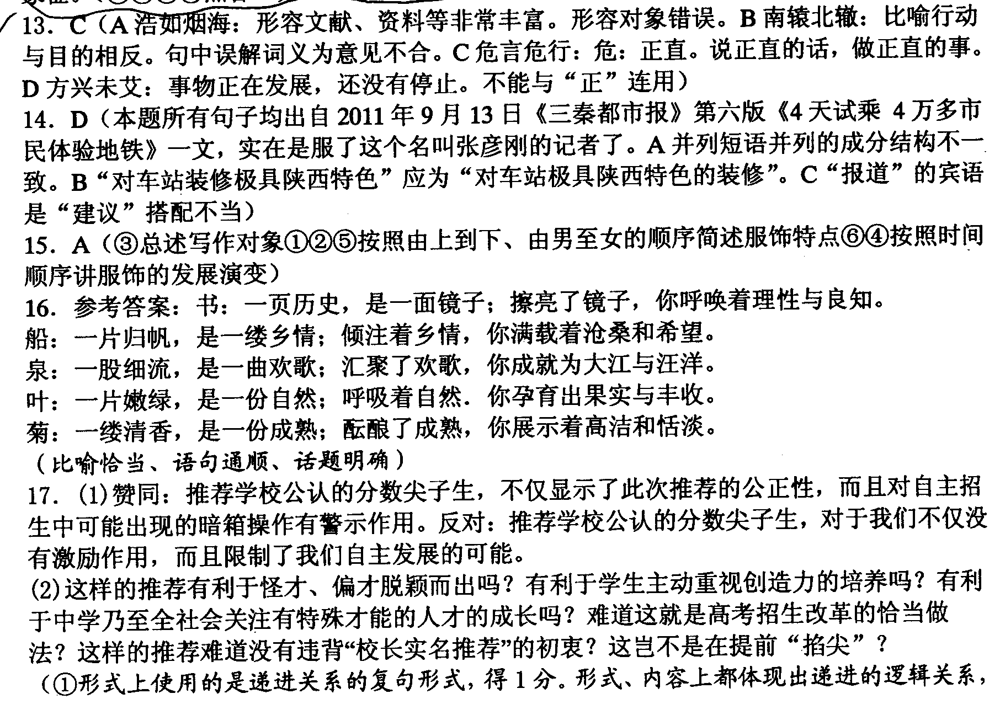 13．C（A 浩如烟海：形容文献、资料等非常丰富。形容对象错误。B 南辕北辙：比喻行动
与目的相反。句中误解词义为意见不合。C 危言危行：危：正直。说正直的话，做正直的事。
D 方兴未艾：事物正在发展，还没有停止。不能与“正”连用）
14．D（本题所有句子均出自 2011 年 9 月 13 日《三秦都市报》第六版《4 天试乘 4 万多市
民体验地铁》一文，实在是服了这个名叫张彦刚的记者了。A 并列短语并列的成分结构不一
致。B“对车站装修极具陕西特色”应为“对车站极具陕西特色的装修”。C“报道”的宾语
是“建议”搭配不当）
15．A（③总述写作对象①②⑤按照由上到下、由男至女的顺序简述服饰特点⑥④按照时间
顺序讲服饰的发展演变）
16．参考答案：书：一页历史，是一面镜子；擦亮了镜子，你呼唤着理性与良知。
船：一片归帆，是一缕乡情；倾注着乡情，你满载着沧桑和希望。
泉：一股细流，是一曲欢歌；汇聚了欢歌，你成就为大江与汪洋。
叶：一片嫩绿，是一份自然；呼吸着自然．你孕育出果实与丰收。
菊：一缕清香，是一份成熟；酝酿了成熟，你展示着高洁和恬淡。
（比喻恰当、语句通顺、话题明确）
17．(1)赞同：推荐学校公认的分数尖子生，不仅显示了此次推荐的公正性，而且对自主招
生中可能出现的暗箱操作有警示作用。反对：推荐学校公认的分数尖子生，对于我们不仅没
有激励作用，而且限制了我们自主发展的可能。
(2)这样的推荐有利于怪才、偏才脱颖而出吗？有利于学生主动重视创造力的培养吗？有利
于中学乃至全社会关注有特殊才能的人才的成长吗？难道这就是高考招生改革的恰当做
法？这样的推荐难道没有违背“校长实名推荐”的初衷？这岂不是在提前“掐尖”？
（①形式上使用的是递进关系的复句形式，得 1 分。形式、内容上都体现出递进的逻辑关系，